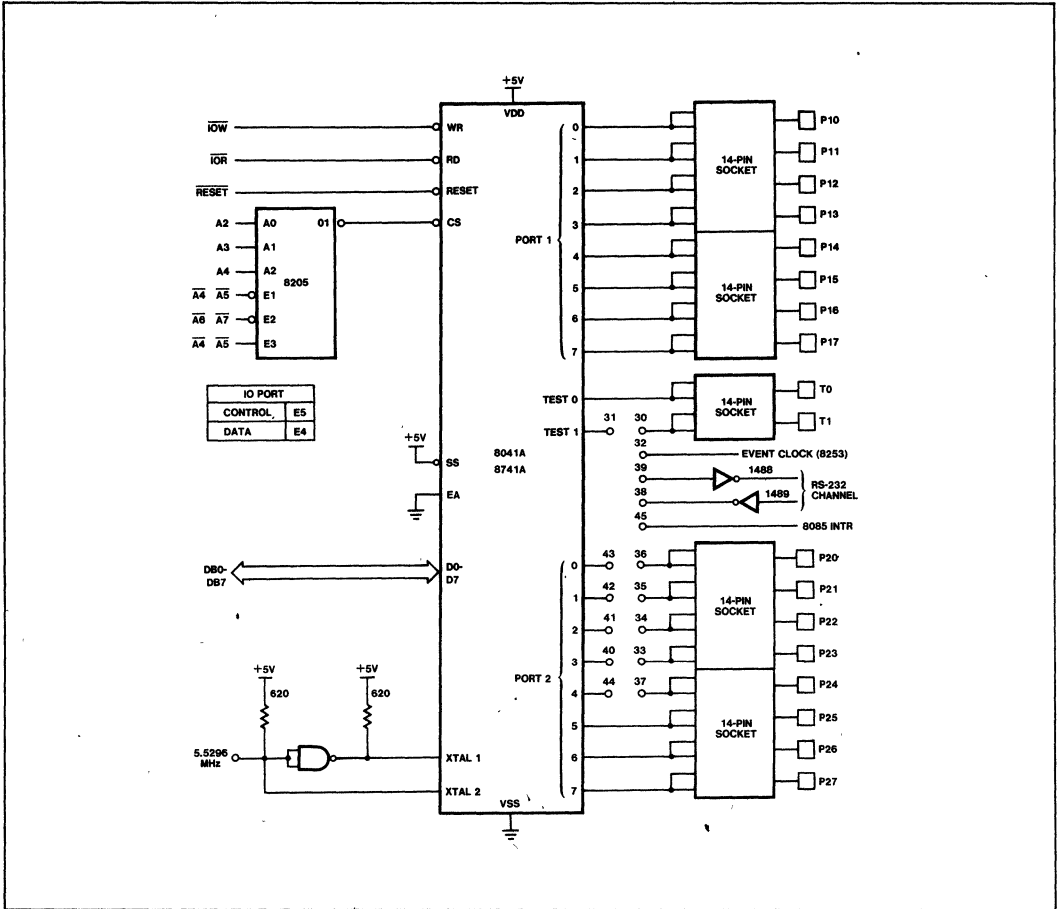 +5V
VDD
IOW
WR
IOR
RD
RESET
RESET
A2
A0
O1
CS
A3
A1
A4
A2
8205
A4 A5
E1
A6 A7
E2
A4 A5
E3
IO PORT
CONTROL E5
DATA E4
+5V
SS
EA
8041A
8741A
DB0-
DB7
D0-
D7
+5V
620
+5V
620
5.5296
MHz
XTAL 1
XTAL 2
VSS
PORT 1
0
1
2
3
4
5
6
7
14-PIN
SOCKET
14-PIN
SOCKET
P10
P11
P12
P13
P14
P15
P16
P17
TEST 0
TEST 1
31
30
14-PIN
SOCKET
T0
T1
32
EVENT CLOCK (8253)
39
1488
38
1489
RS-232
CHANNEL
45
8085 INTR
PORT 2
0
43
36
1
42
35
2
41
34
3
40
33
4
44
37
5
6
7
14-PIN
SOCKET
14-PIN
SOCKET
P20
P21
P22
P23
P24
P25
P26
P27